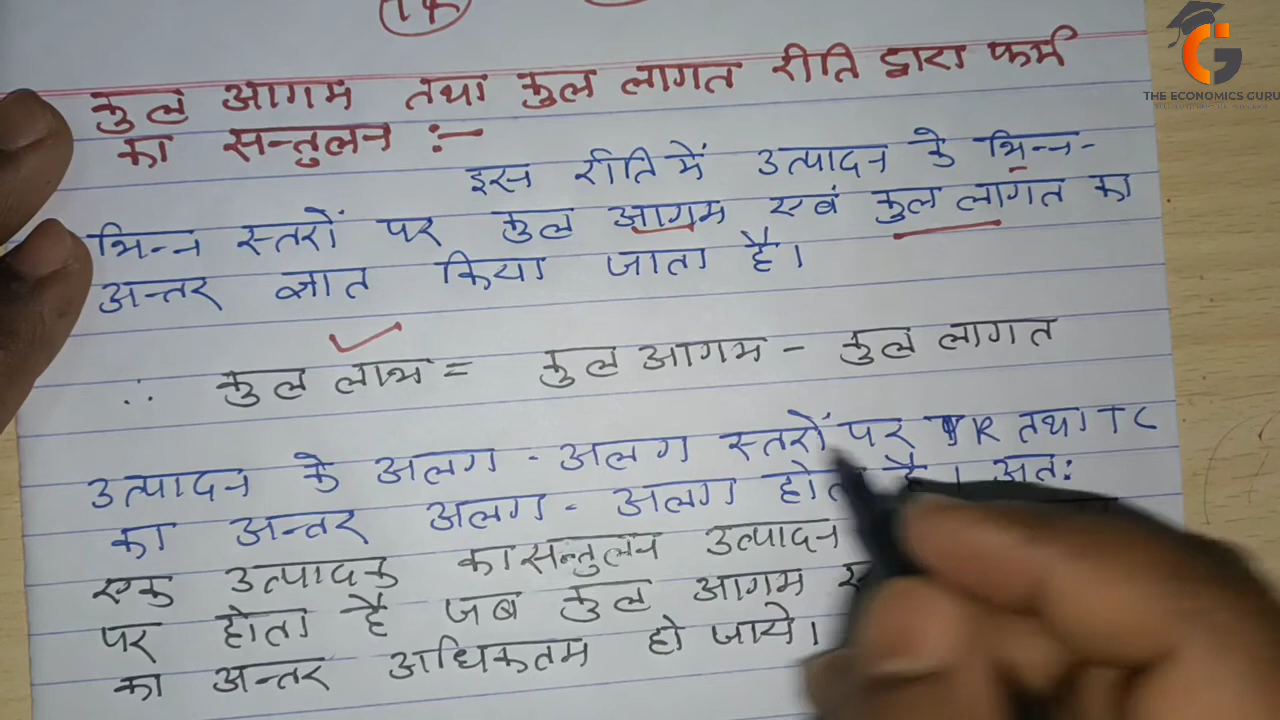 G
THE ECONOMICS GURU
कुल आगम तथा कुल लागत रीति द्वारा फर्म
का सन्तुलन :-
इस रीति में उत्पादन के भिन्न-
भिन्न स्तरों पर कुल आगम एवं कुल लागत का
अन्तर ज्ञात किया जाता है।
∴ कुल लाभ = कुल आगम - कुल लागत
उत्पादन के अलग-अलग स्तरों पर TR तथा TC
का अन्तर अलग-अलग होता है। अतः
एक उत्पादक का सन्तुलन उत्पादन
पर होता है जब कुल आगम
का अन्तर अधिकतम हो जाये।